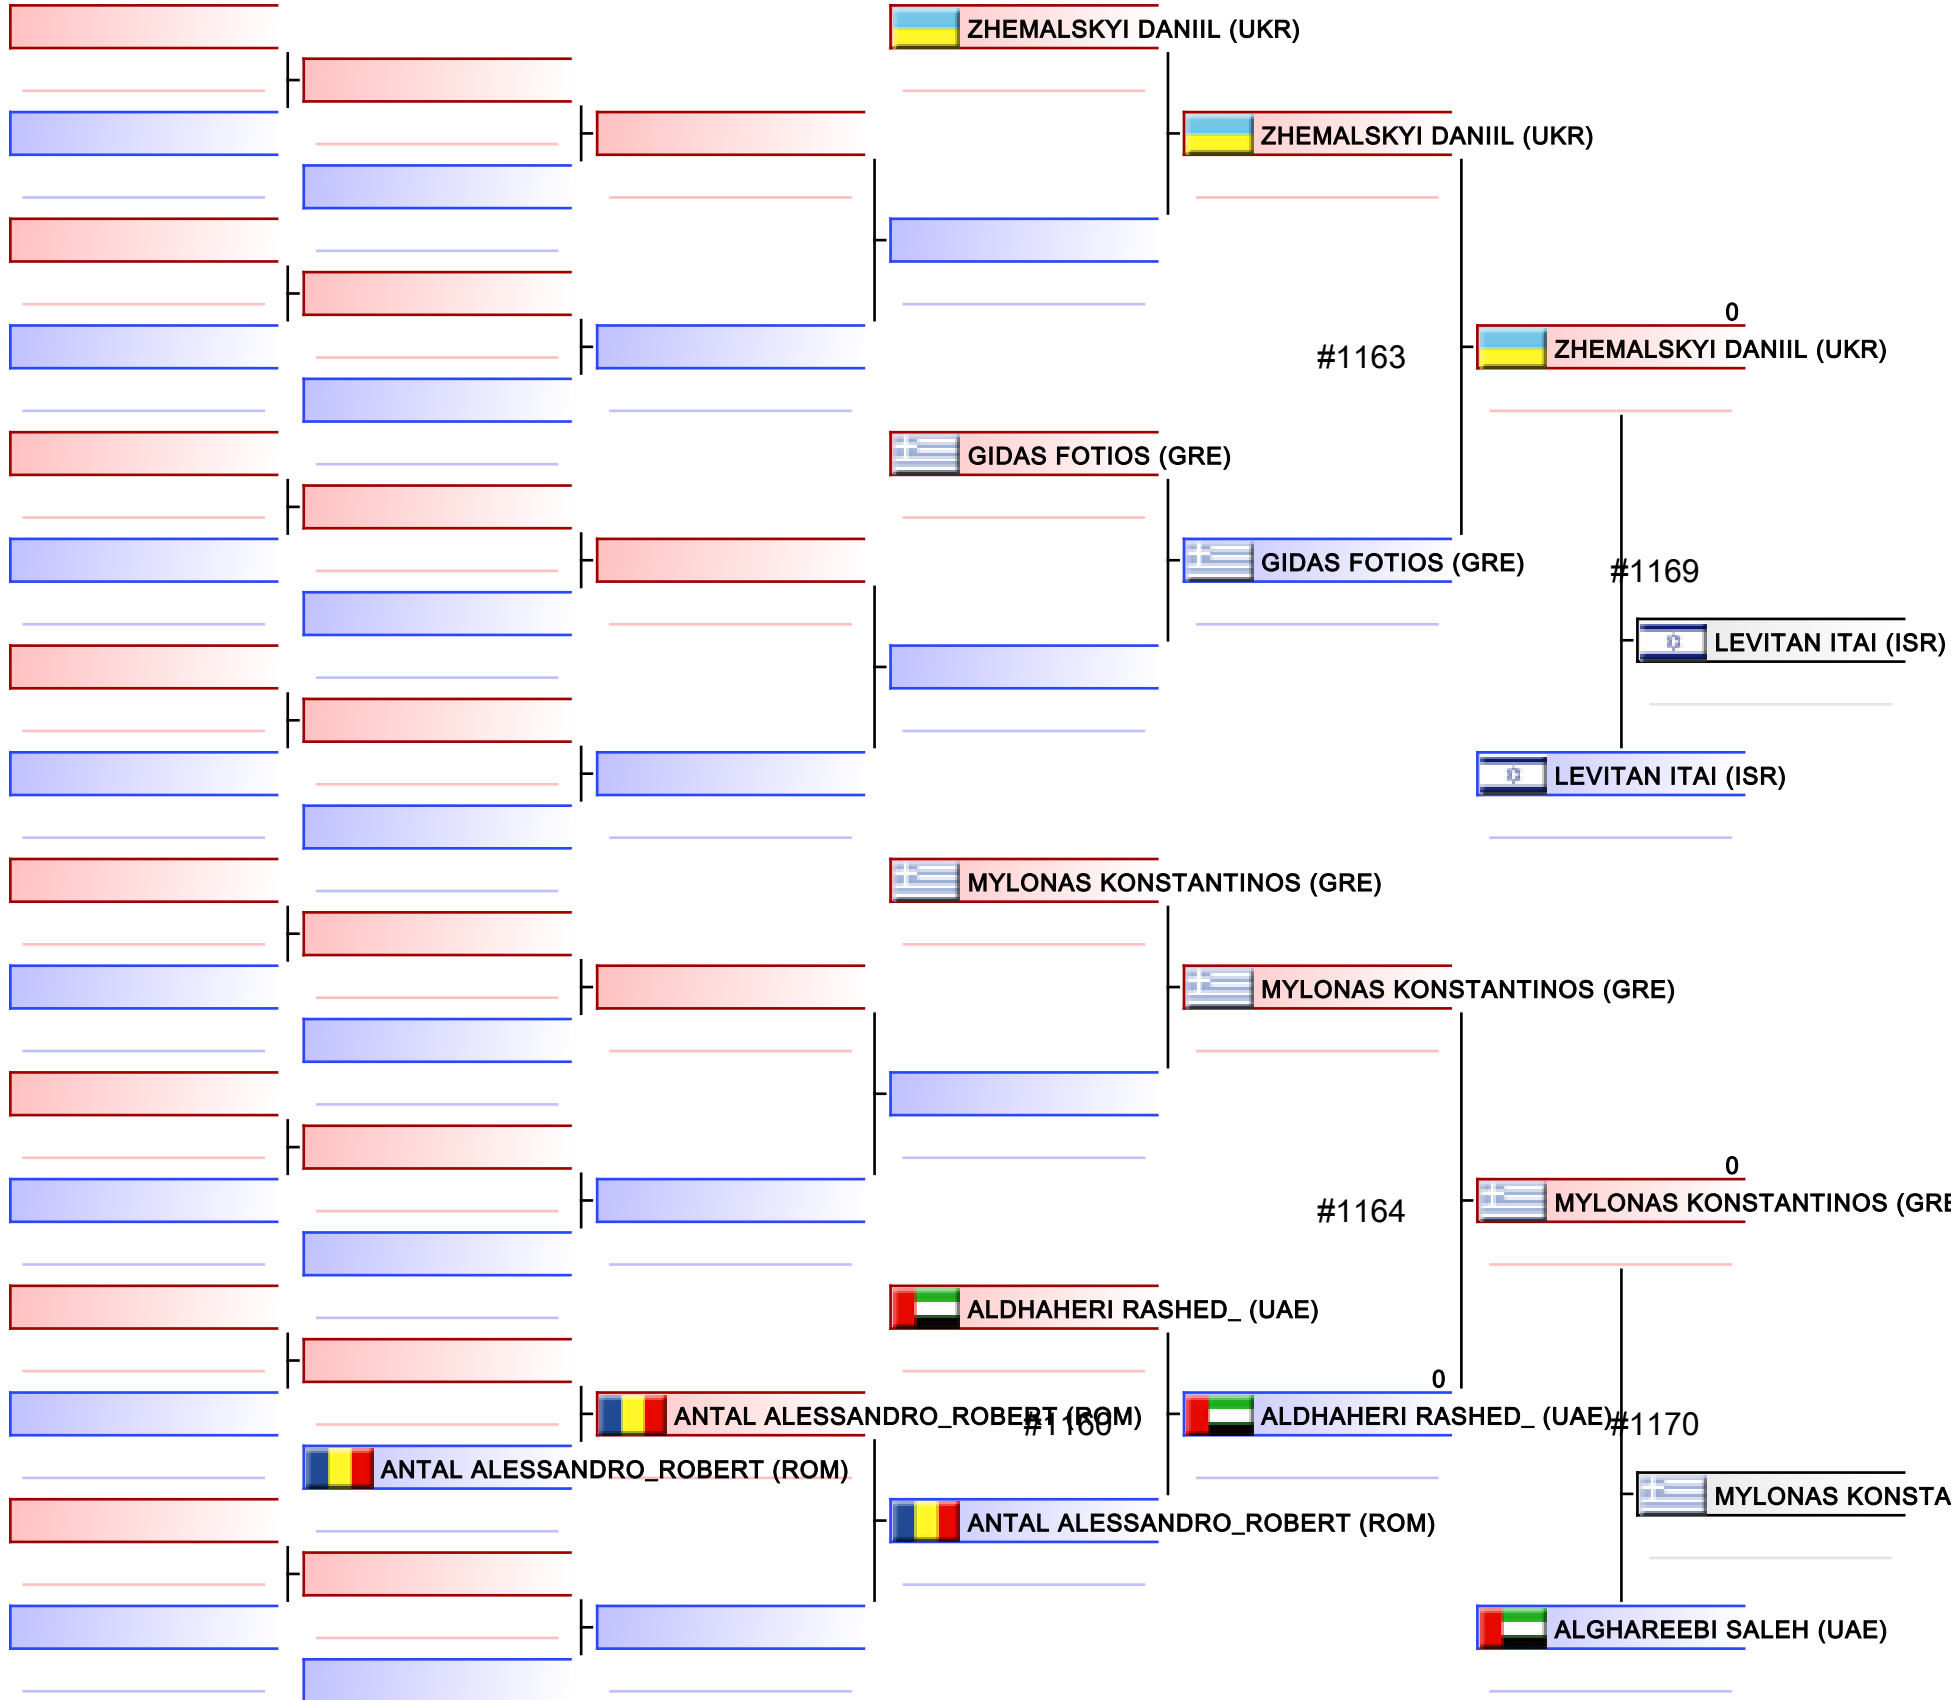 ZHEMALSKYI DANIIL (UKR)
ZHEMALSKYI DANIIL (UKR)
0
#1163
ZHEMALSKYI DANIIL (UKR)
GIDAS FOTIOS (GRE)
GIDAS FOTIOS (GRE)
#1169
LEVITAN ITAI (ISR)
LEVITAN ITAI (ISR)
MYLONAS KONSTANTINOS (GRE)
MYLONAS KONSTANTINOS (GRE)
0
#1164
MYLONAS KONSTANTINOS (GRE
ALDHAHERI RASHED_ (UAE)
0
ANTAL ALESSANDRO_ROBERT (ROM)
#1160
ALDHAHERI RASHED_ (UAE)
#1170
ANTAL ALESSANDRO_ROBERT (ROM)
MYLONAS KONSTA
ANTAL ALESSANDRO_ROBERT (ROM)
ALGHAREEBI SALEH (UAE)